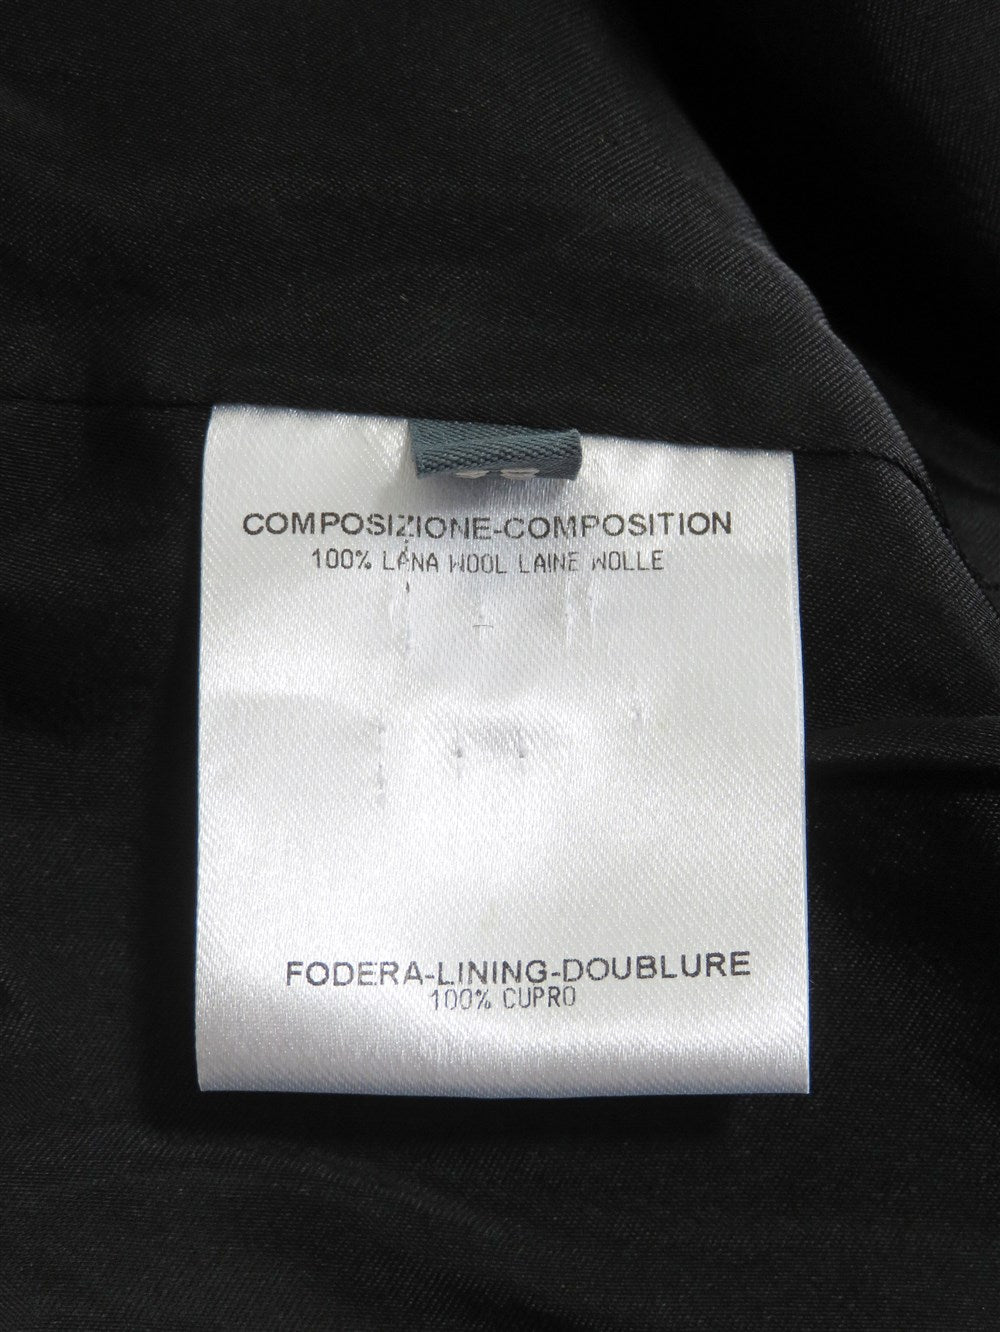 COMPOSIZIONE-COMPOSITION
100% LANA WOOL LAINE WOLLE
FODERA-LINING-DOUBLURE
100% CUPRO